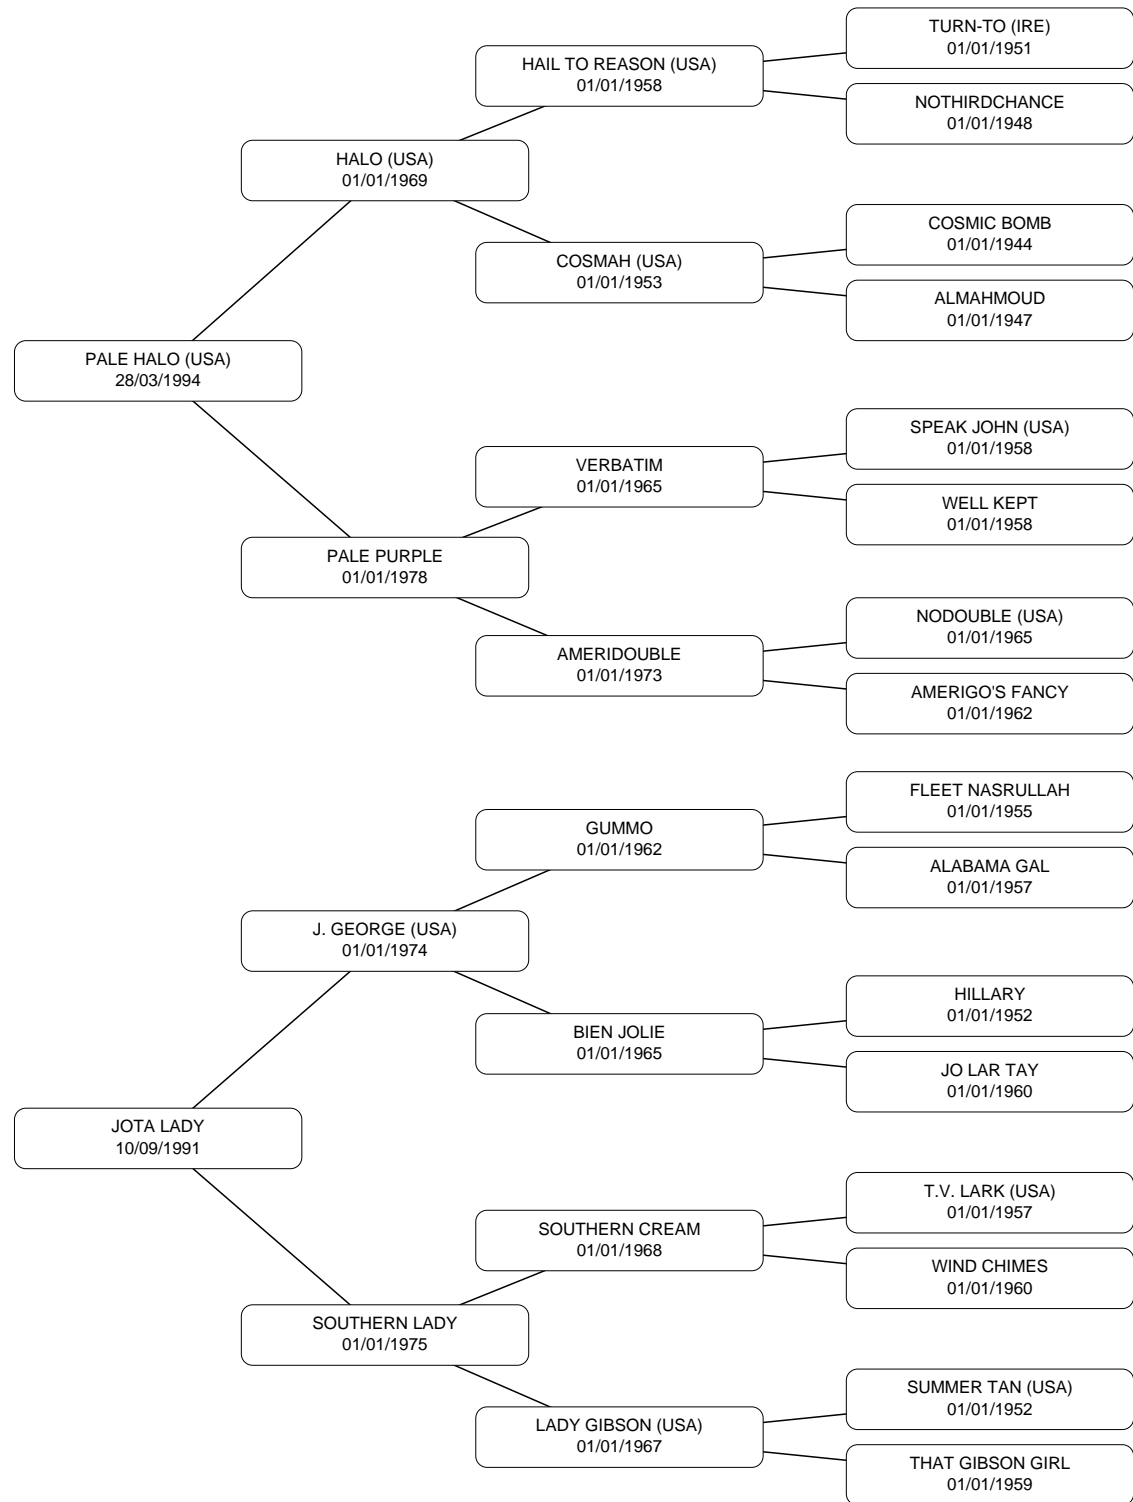 TURN-TO (IRE)
01/01/1951
HAIL TO REASON (USA)
01/01/1958
NOTHIRDCHANCE
01/01/1948
HALO (USA)
01/01/1969
COSMIC BOMB
01/01/1944
COSMAH (USA)
01/01/1953
ALMAHMOUD
01/01/1947
PALE HALO (USA)
28/03/1994
SPEAK JOHN (USA)
01/01/1958
VERBATIM
01/01/1965
WELL KEPT
01/01/1958
PALE PURPLE
01/01/1978
NODOUBLE (USA)
01/01/1965
AMERIDOUBLE
01/01/1973
AMERIGO'S FANCY
01/01/1962
FLEET NASRULLAH
01/01/1955
GUMMO
01/01/1962
ALABAMA GAL
01/01/1957
J. GEORGE (USA)
01/01/1974
HILLARY
01/01/1952
BIEN JOLIE
01/01/1965
JO LAR TAY
01/01/1960
JOTA LADY
10/09/1991
T.V. LARK (USA)
01/01/1957
SOUTHERN CREAM
01/01/1968
WIND CHIMES
01/01/1960
SOUTHERN LADY
01/01/1975
SUMMER TAN (USA)
01/01/1952
LADY GIBSON (USA)
01/01/1967
THAT GIBSON GIRL
01/01/1959